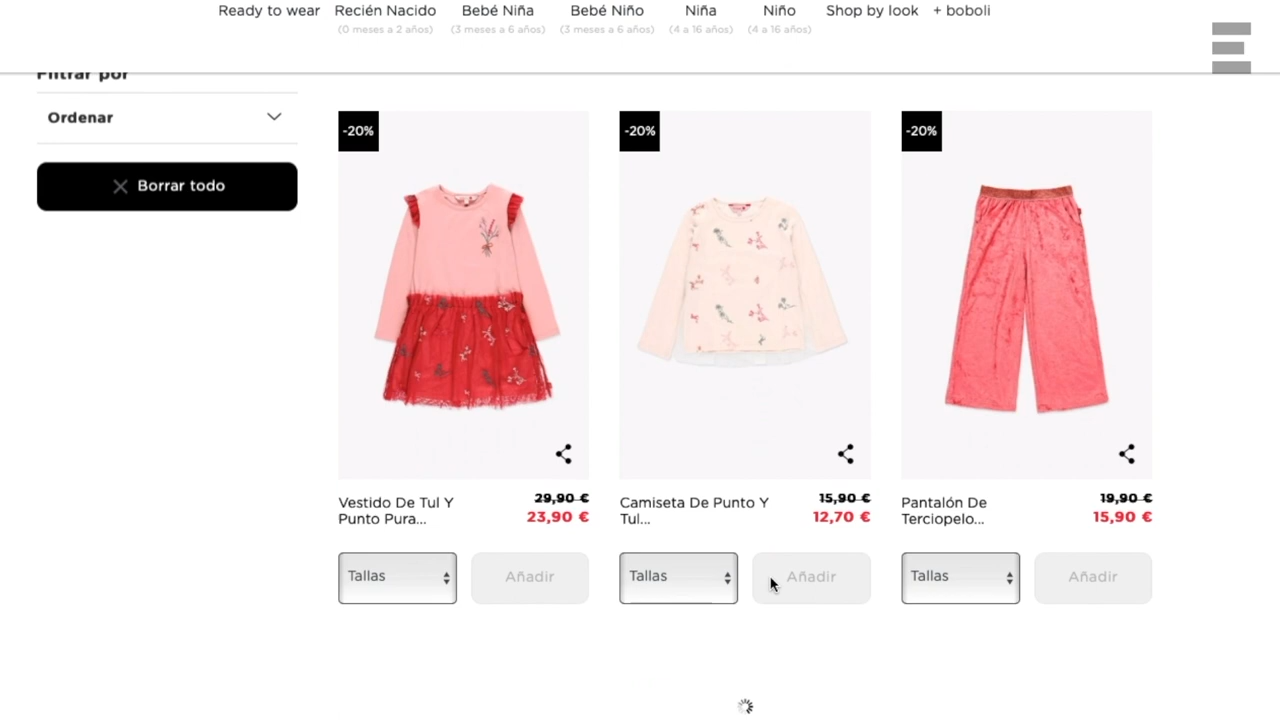 Ready to wear Recién Nacido Bebé Niña Bebé Niño Niña Niño Shop by look + boboli
(0 meses a 2 años) (3 meses a 6 años) (3 meses a 6 años) (4 a 16 años) (4 a 16 años)
Filtrar por
Ordenar
Borrar todo
-20% -20% -20%
Vestido De Tul Y 29,90 €
Punto Pura... 23,90 €
Camiseta De Punto Y 15,90 €
Tul... 12,70 €
Pantalón De 19,90 €
Terciopelo... 15,90 €
Tallas Añadir Tallas Añadir Tallas Añadir